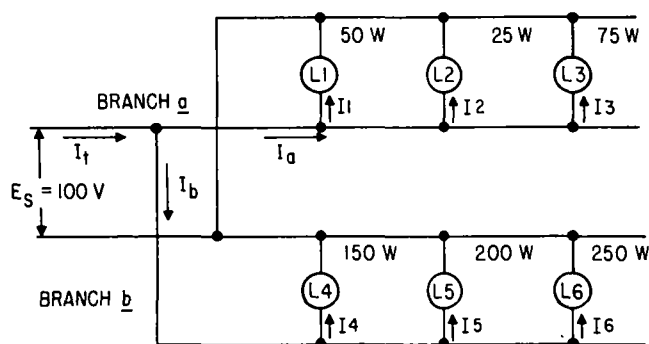 50 W 25 W 75 W
L1 L2 L3
BRANCH a I1 I2 I3
It Ia
Ib
ES = 100 V
150 W 200 W 250 W
L4 L5 L6
BRANCH b
I4 I5 I6